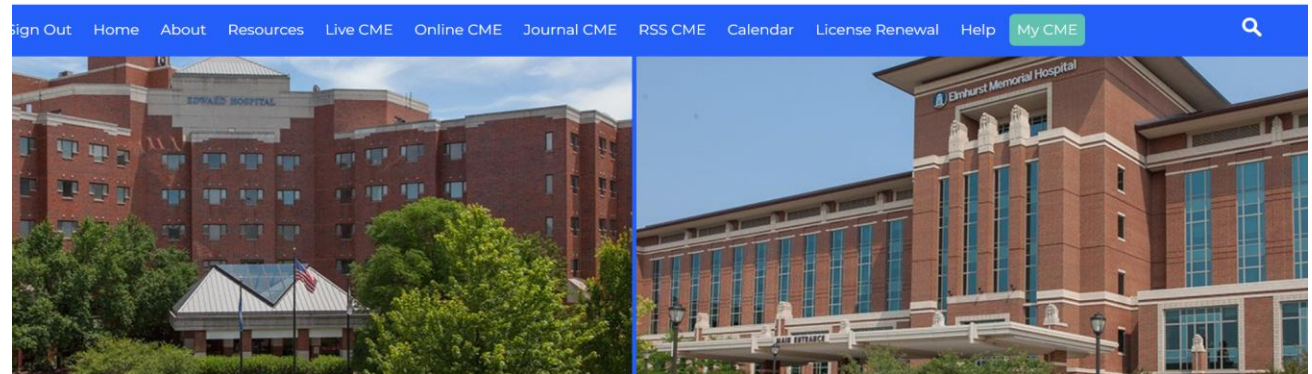 Sign Out Home About Resources Live CME Online CME Journal CME RSS CME Calendar License Renewal Help My CME
EDWARD HOSPITAL
Elmhurst Memorial Hospital
MAIN ENTRANCE